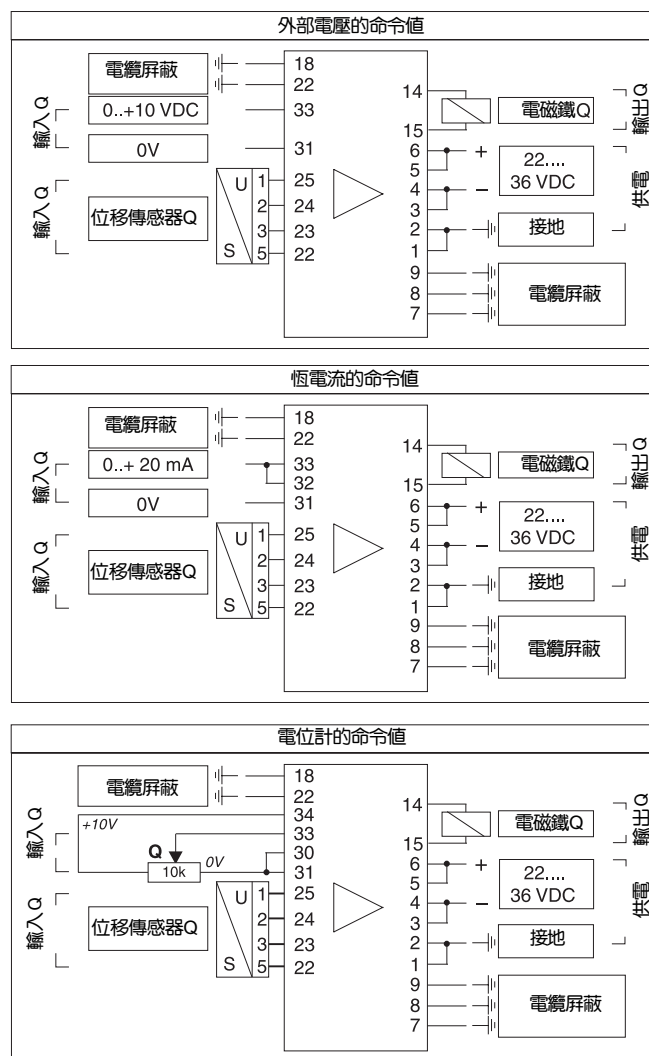 外部電壓的命令值
電纜屏蔽
18
22
輸入Q
0..+10 VDC
33
0V
31
輸入Q
位移傳感器Q
U
S
1
2
3
5
25
24
23
22
14
15
電磁鐵Q
輸出Q
6
5
4
3
2
1
9
8
7
+
–
22....
36 VDC
供電
接地
電纜屏蔽
恆電流的命令值
電纜屏蔽
18
22
輸入Q
0..+ 20 mA
33
32
0V
31
輸入Q
位移傳感器Q
U
S
1
2
3
5
25
24
23
22
14
15
電磁鐵Q
輸出Q
6
5
4
3
2
1
9
8
7
+
–
22....
36 VDC
供電
接地
電纜屏蔽
電位計的命令值
電纜屏蔽
18
22
34
33
30
31
輸入Q
+10V
Q
0V
10k
輸入Q
位移傳感器Q
U
S
1
2
3
5
25
24
23
22
14
15
電磁鐵Q
輸出Q
6
5
4
3
2
1
9
8
7
+
–
22....
36 VDC
供電
接地
電纜屏蔽